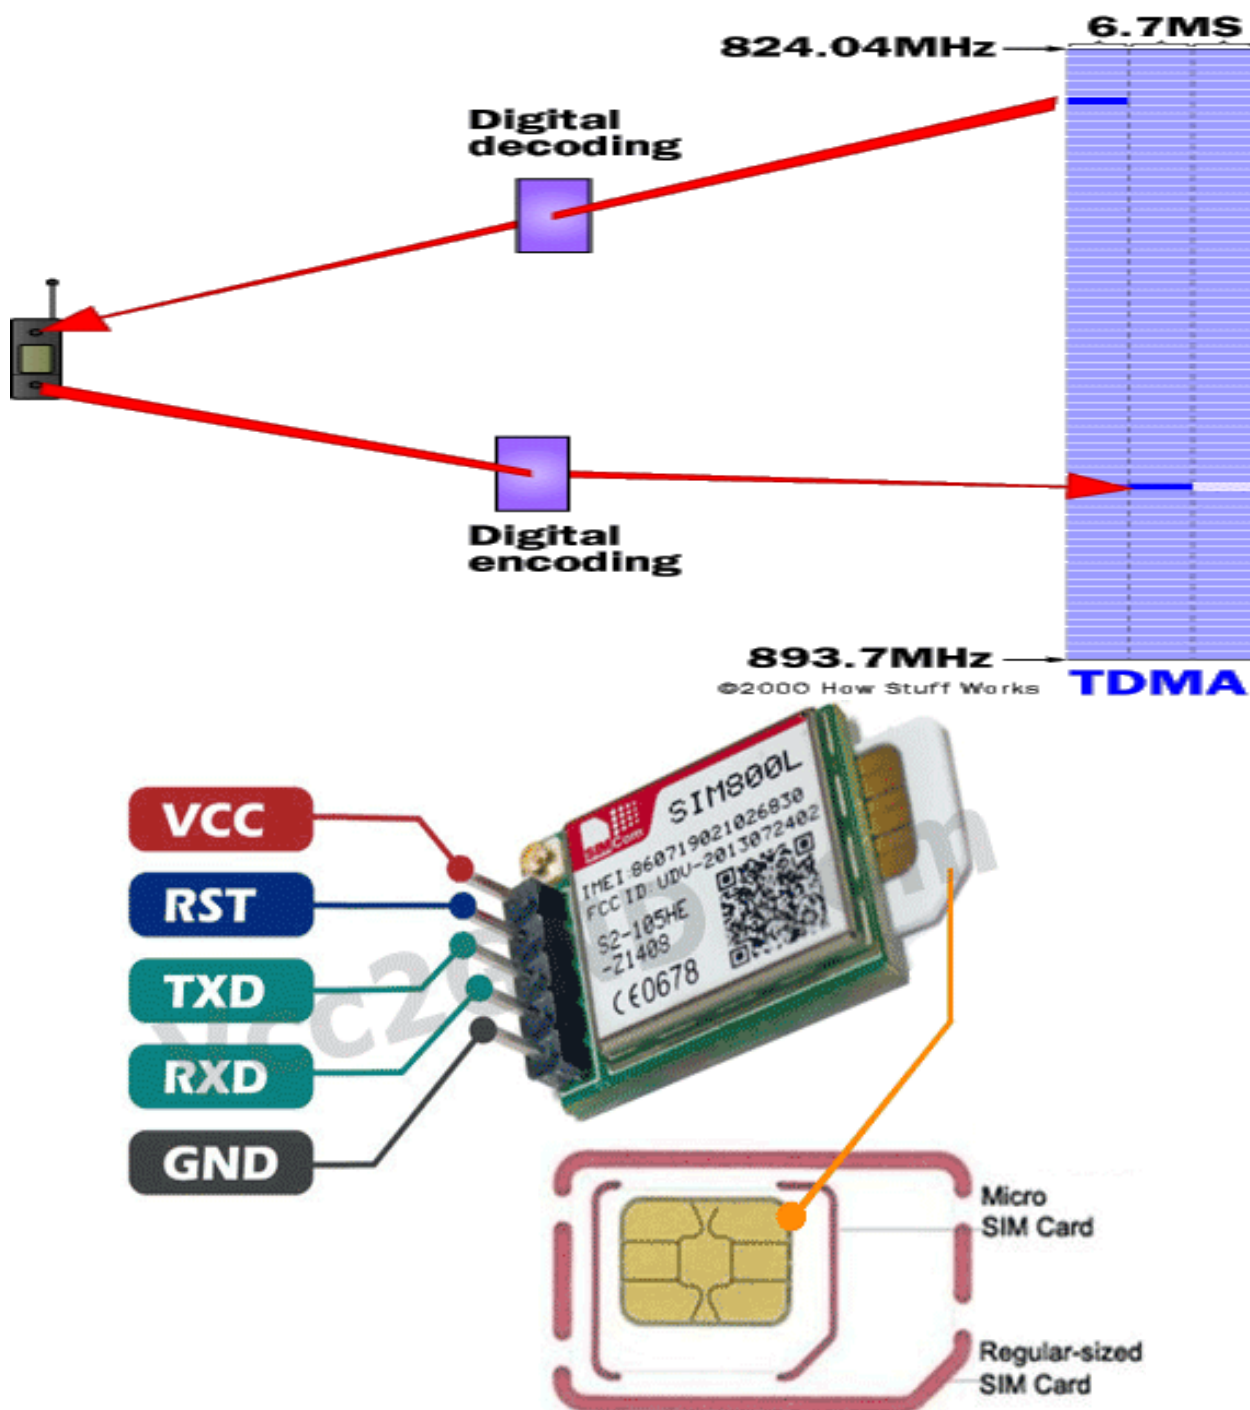 6.7MS
824.04MHz
Digital
decoding
Digital
encoding
893.7MHz
©2000 How Stuff Works
TDMA
VCC
RST
TXD
RXD
GND
SIMCom
SIM800L
IMEI:860719021026830
FCC ID:UDV-2013072402
S2-105HE
-Z1408
CE0678
Micro
SIM Card
Regular-sized
SIM Card